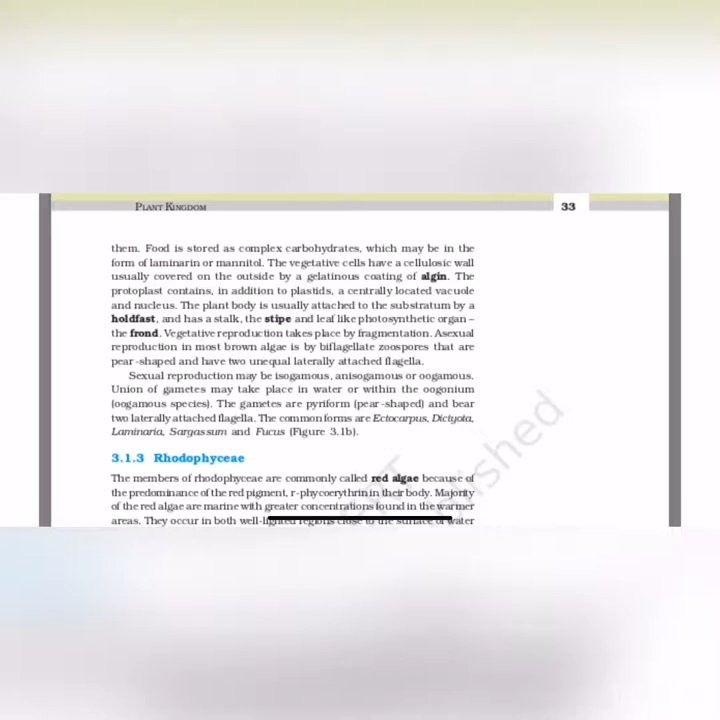 PLANT KINGDOM 33
them. Food is stored as complex carbohydrates, which may be in the
form of laminarin or mannitol. The vegetative cells have a cellulosic wall
usually covered on the outside by a gelatinous coating of algin. The
protoplast contains, in addition to plastids, a centrally located vacuole
and nucleus. The plant body is usually attached to the substratum by a
holdfast, and has a stalk, the stipe and leaf like photosynthetic organ –
the frond. Vegetative reproduction takes place by fragmentation. Asexual
reproduction in most brown algae is by biflagellate zoospores that are
pear-shaped and have two unequal laterally attached flagella.
Sexual reproduction may be isogamous, anisogamous or oogamous.
Union of gametes may take place in water or within the oogonium
(oogamous species). The gametes are pyriform (pear-shaped) and bear
two laterally attached flagella. The common forms are Ectocarpus, Dictyota,
Laminaria, Sargassum and Fucus (Figure 3.1b).
3.1.3 Rhodophyceae
The members of rhodophyceae are commonly called red algae because of
the predominance of the red pigment, r-phycoerythrin in their body. Majority
of the red algae are marine with greater concentrations found in the warmer
areas. They occur in both well-lighted regions close to the surface of water